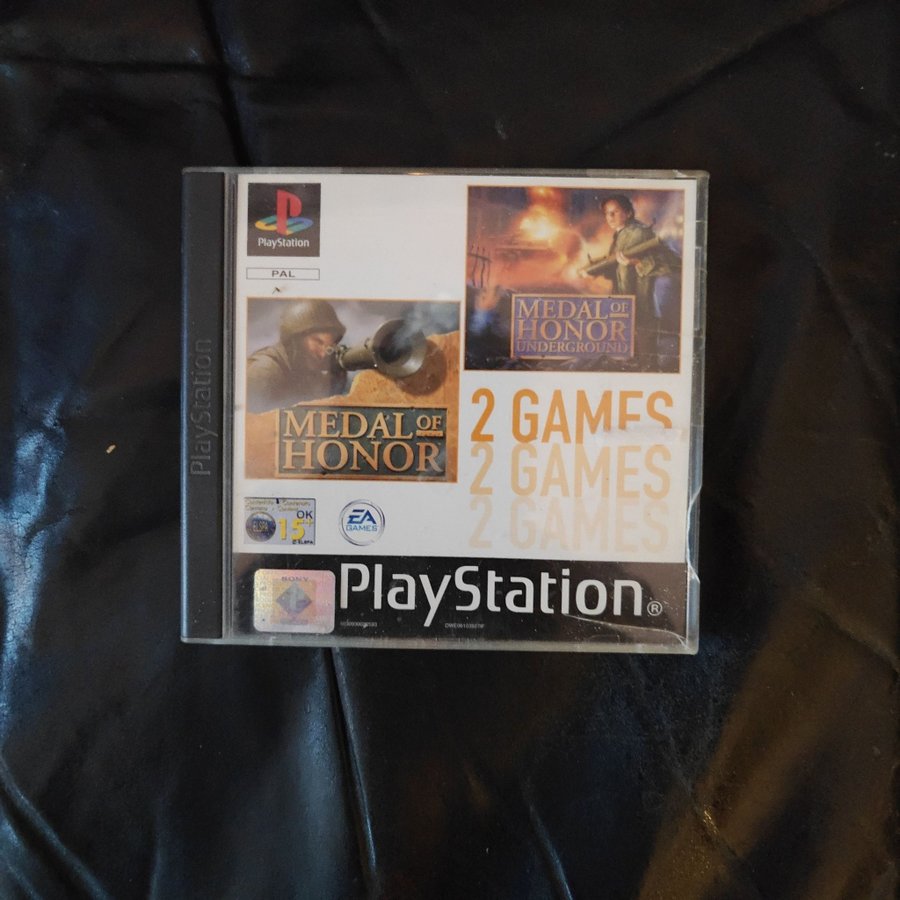 PlayStation
PlayStation
PAL
MEDAL OF
HONOR
UNDERGROUND
MEDAL OF
HONOR
2 GAMES
2 GAMES
2 GAMES
OK
15+
ELSPA
EA
GAMES
SONY
PlayStation®